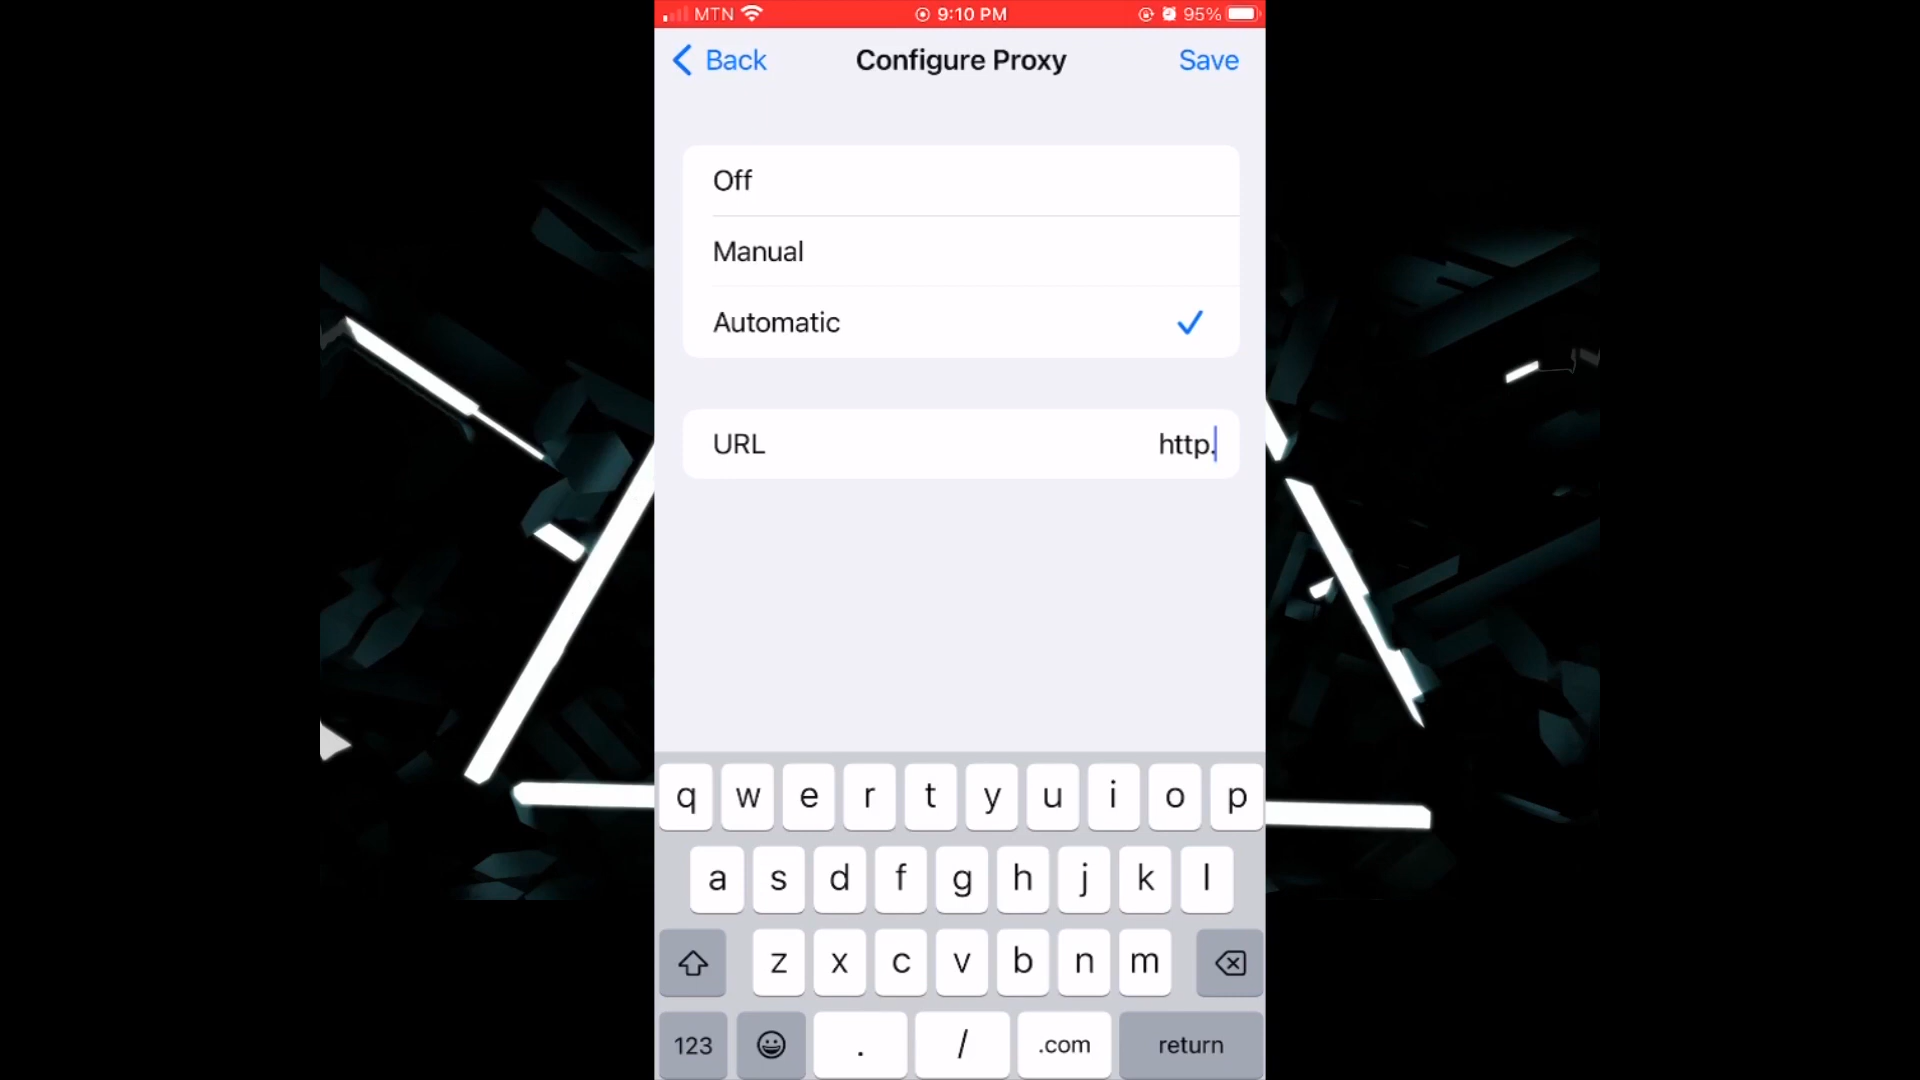 MTN 9:10 PM 95%
Back Configure Proxy Save
Off
Manual
Automatic
URL http.
q w e r t y u i o p
a s d f g h j k l
z x c v b n m
123 . / .com return